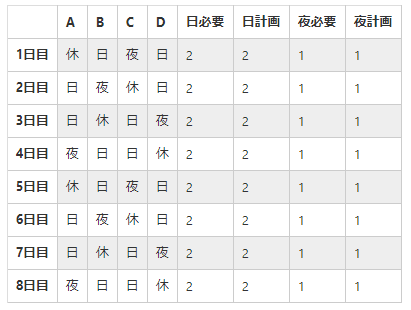 A B C D 日必要 日計画 夜必要 夜計画
1日目 休 日 夜 日 2 2 1 1
2日目 日 夜 休 日 2 2 1 1
3日目 日 休 日 夜 2 2 1 1
4日目 夜 日 日 休 2 2 1 1
5日目 休 日 夜 日 2 2 1 1
6日目 日 夜 休 日 2 2 1 1
7日目 日 休 日 夜 2 2 1 1
8日目 夜 日 日 休 2 2 1 1